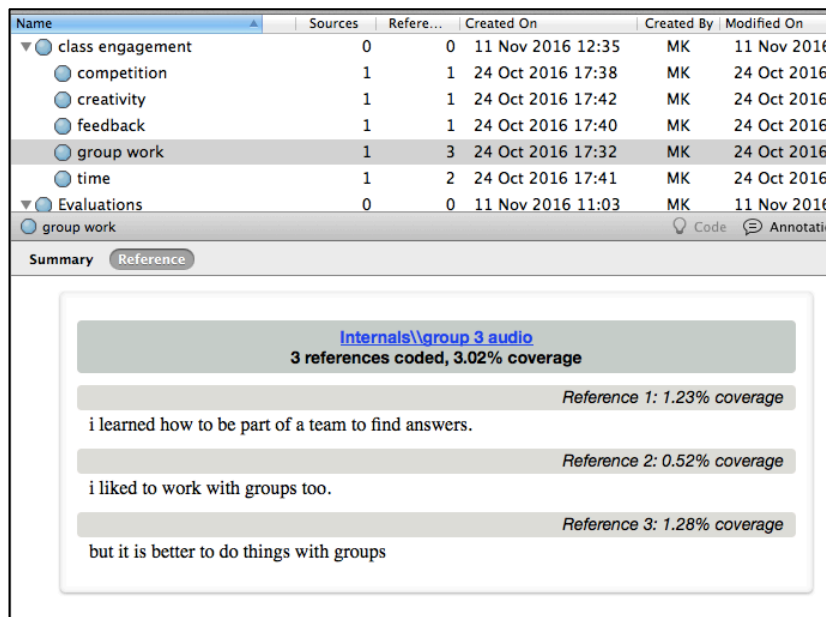 Name Sources Refere... Created On Created By Modified On
class engagement 0 0 11 Nov 2016 12:35 MK 11 Nov 2016
competition 1 1 24 Oct 2016 17:38 MK 24 Oct 2016
creativity 1 1 24 Oct 2016 17:42 MK 24 Oct 2016
feedback 1 1 24 Oct 2016 17:40 MK 24 Oct 2016
group work 1 3 24 Oct 2016 17:32 MK 24 Oct 2016
time 1 2 24 Oct 2016 17:41 MK 24 Oct 2016
Evaluations 0 0 11 Nov 2016 11:03 MK 11 Nov 2016
group work Code Annotati
Summary Reference
Internals\\group 3 audio
3 references coded, 3.02% coverage
Reference 1: 1.23% coverage
i learned how to be part of a team to find answers.
Reference 2: 0.52% coverage
i liked to work with groups too.
Reference 3: 1.28% coverage
but it is better to do things with groups